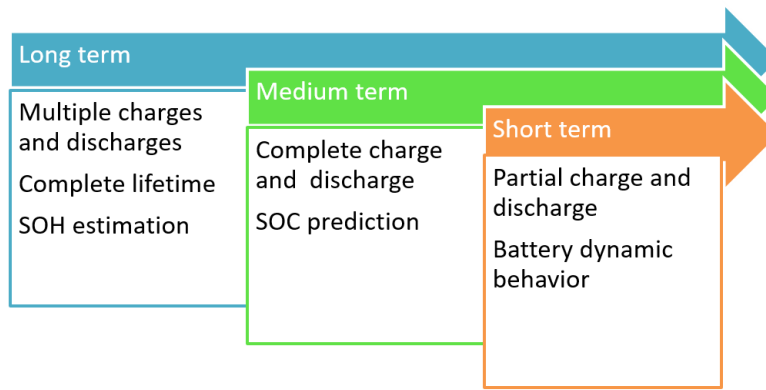 Long term
Multiple charges
and discharges
Complete lifetime
SOH estimation
Medium term
Complete charge
and discharge
SOC prediction
Short term
Partial charge and
discharge
Battery dynamic
behavior